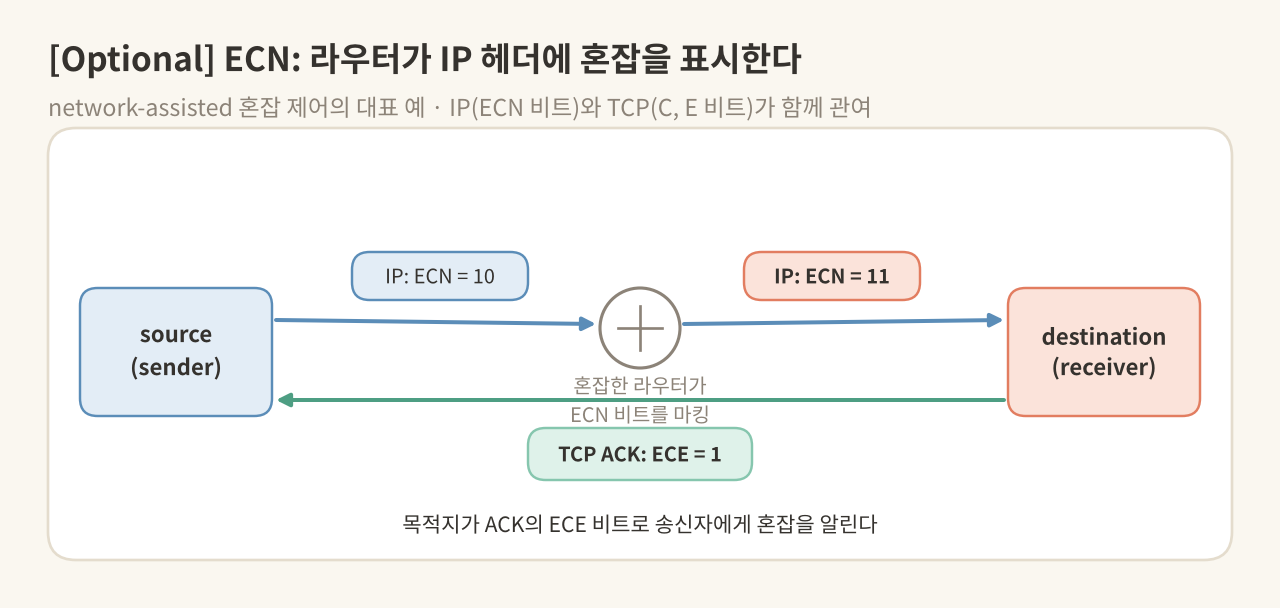 [Optional] ECN: 라우터가 IP 헤더에 혼잡을 표시한다
network-assisted 혼잡 제어의 대표 예 · IP(ECN 비트)와 TCP(C, E 비트)가 함께 관여
IP: ECN = 10
IP: ECN = 11
source
(sender)
destination
(receiver)
혼잡한 라우터가
ECN 비트를 마킹
TCP ACK: ECE = 1
목적지가 ACK의 ECE 비트로 송신자에게 혼잡을 알린다